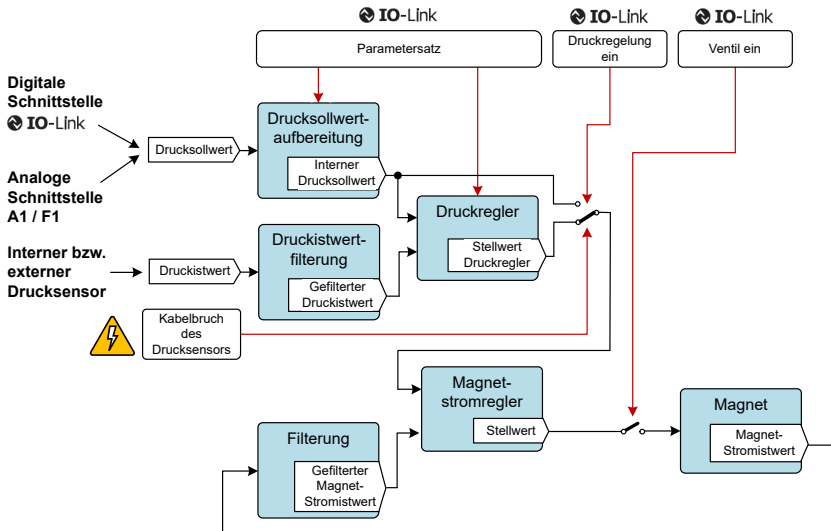 IO-Link
IO-Link
IO-Link
Parametersatz
Druckregelung
ein
Ventil ein
Digitale
Schnittstelle
IO-Link
Drucksollwert
Drucksollwert-
aufbereitung
Interner
Drucksollwert
Analoge
Schnittstelle
A1 / F1
Druckregler
Stellwert
Druckregler
Interner bzw.
externer
Drucksensor
Druckistwert
Druckistwert-
filterung
Gefilterter
Druckistwert
Kabelbruch
des
Drucksensors
Magnet-
stromregler
Stellwert
Magnet
Magnet-
Stromistwert
Filterung
Gefilterter
Magnet-
Stromistwert